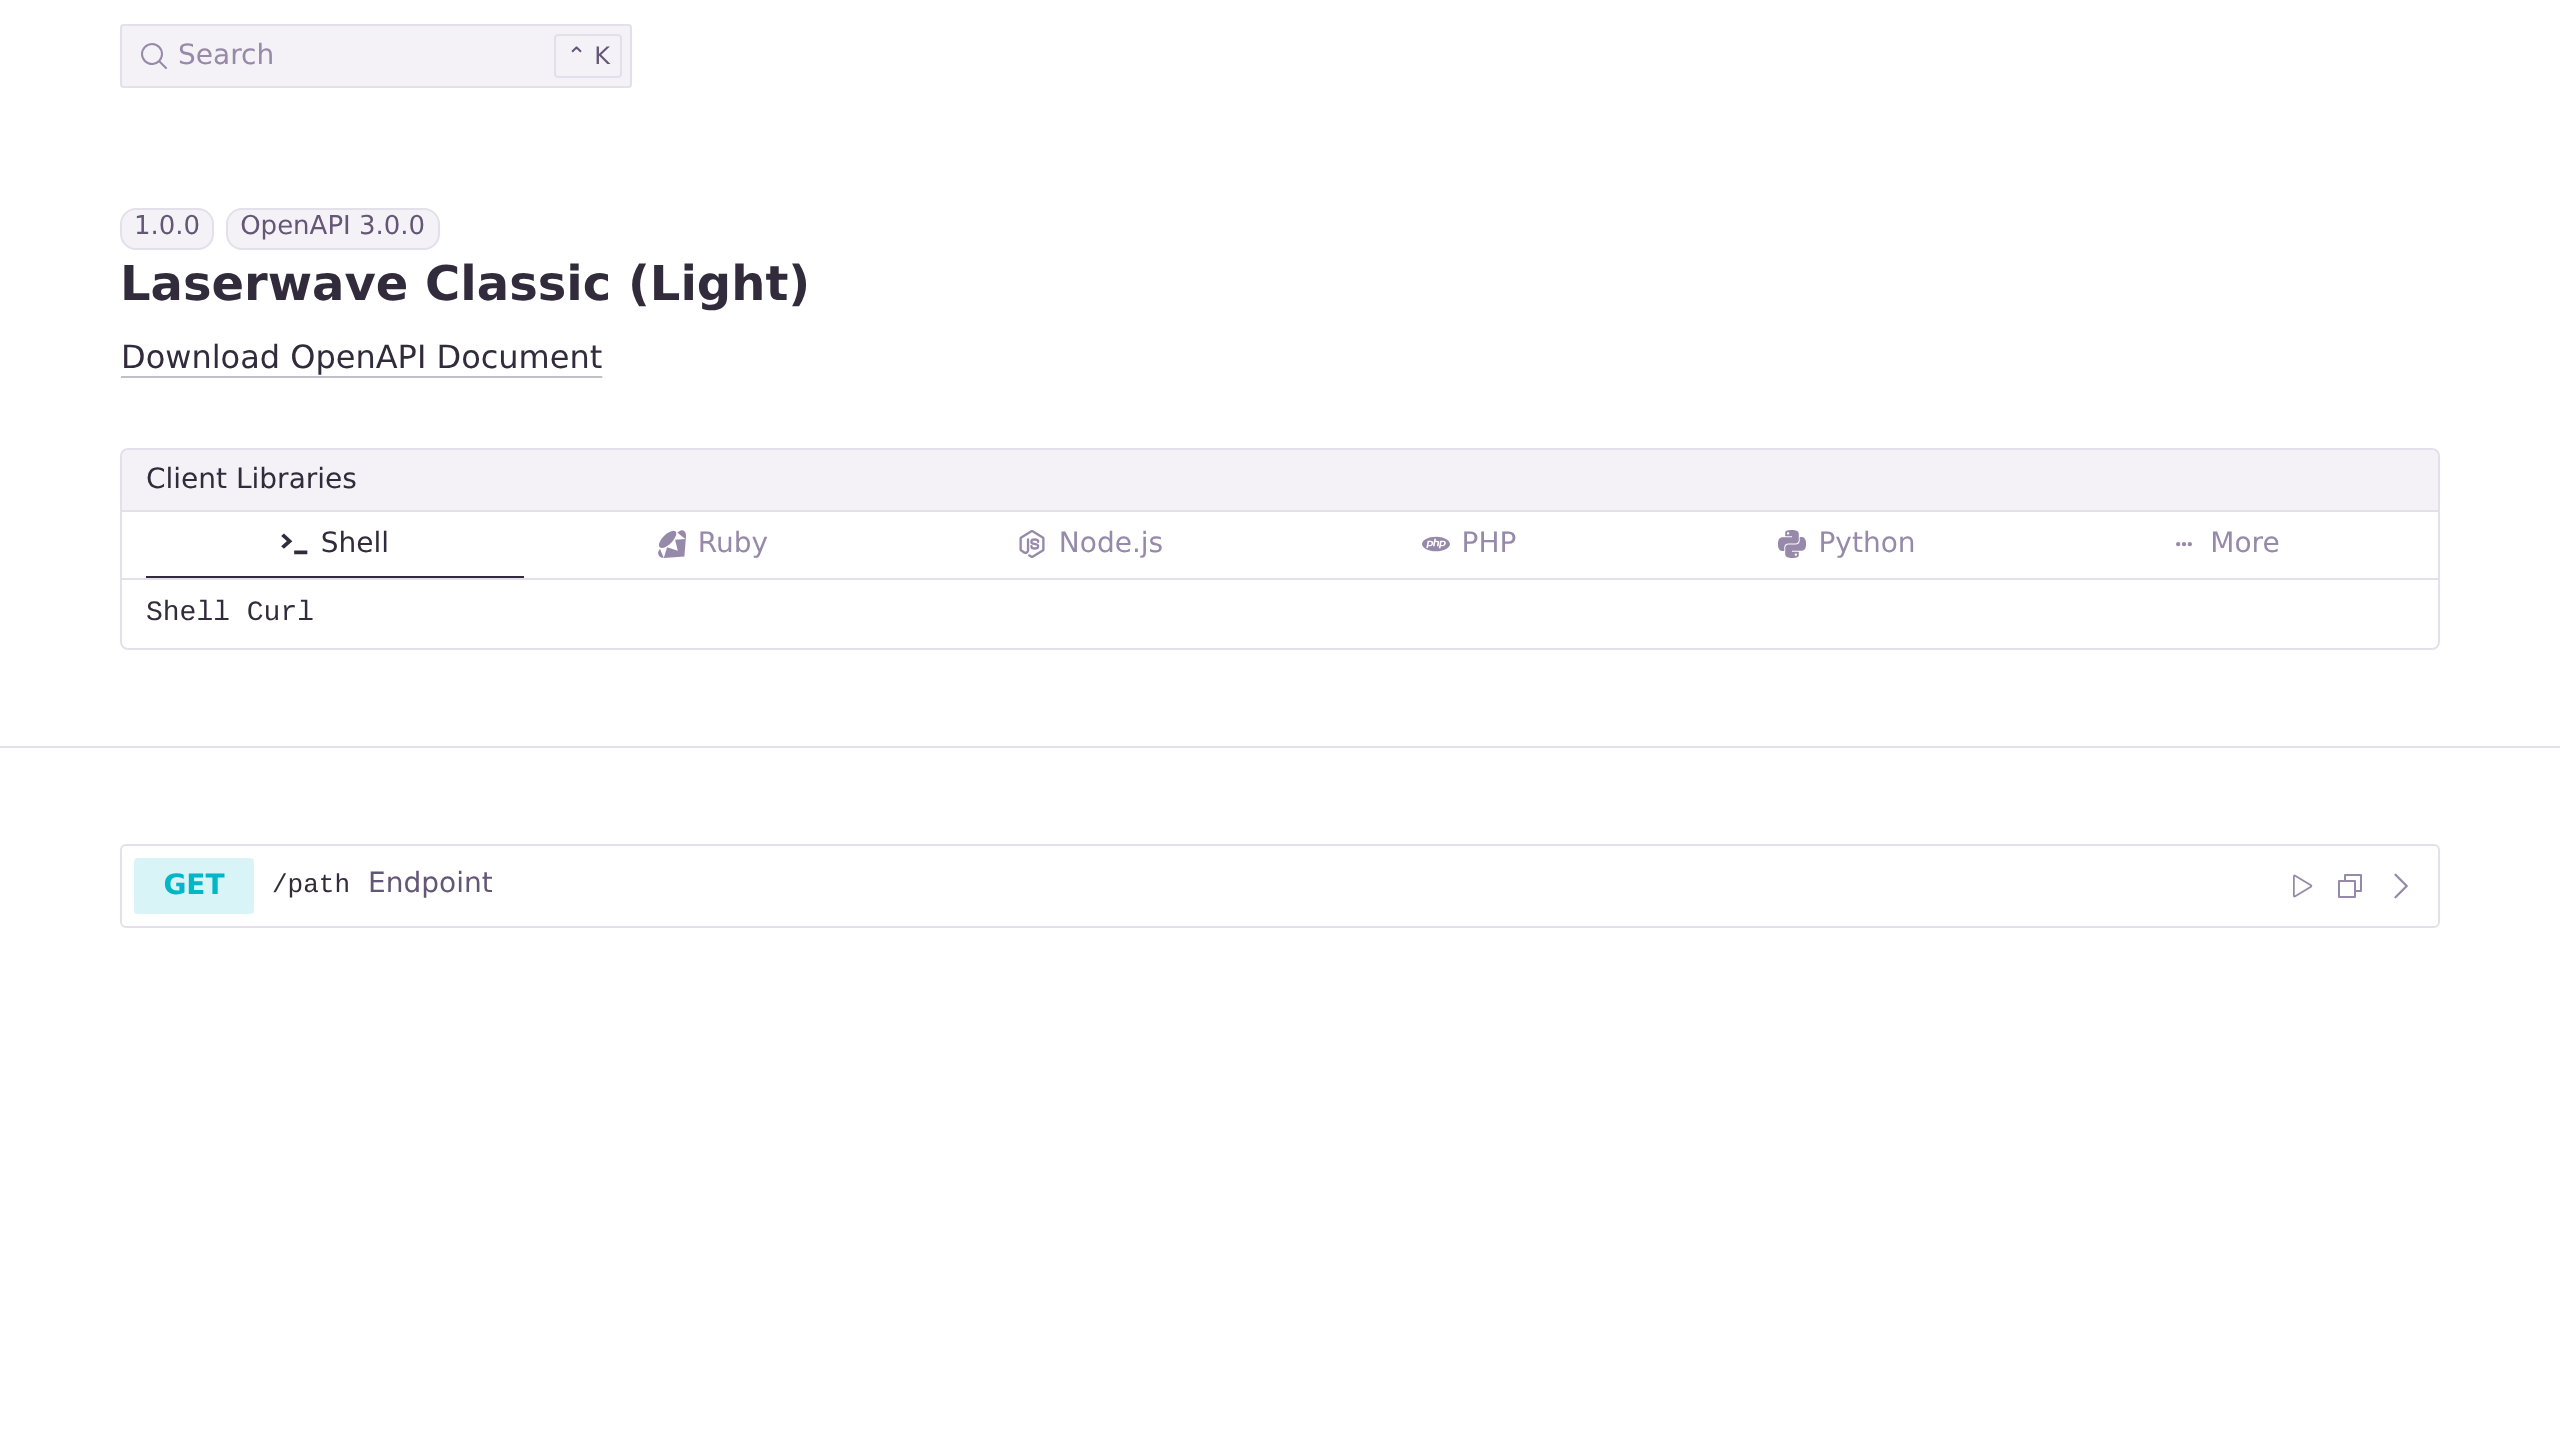 Search ⌃ K
1.0.0 OpenAPI 3.0.0
Laserwave Classic (Light)
Download OpenAPI Document
Client Libraries
Shell Ruby Node.js PHP Python More
Shell Curl
GET /path Endpoint